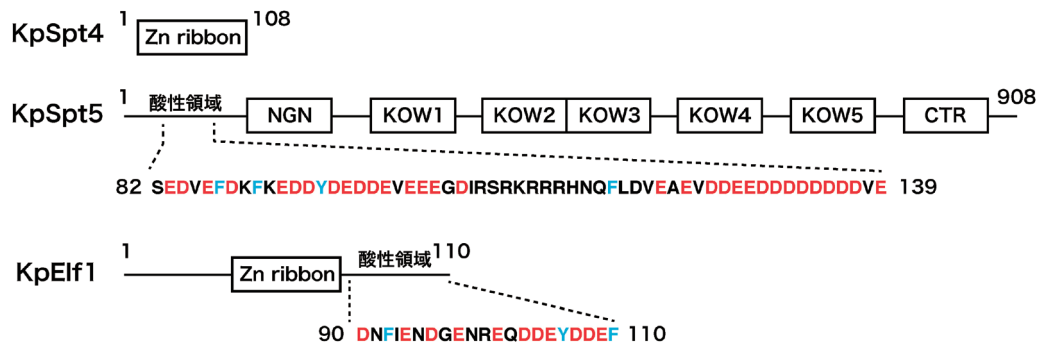 1 108
KpSpt4 Zn ribbon
1 酸性領域 908
KpSpt5 NGN KOW1 KOW2 KOW3 KOW4 KOW5 CTR
82 SEDVEFDKFKEDDYDEDDEVEEEGDIRSRKRRRHNQFLDVEAEVDDEEDDDDDDDDVE 139
1 酸性領域 110
KpElf1 Zn ribbon
90 DNFIENDGENREQDDEYDDEF 110